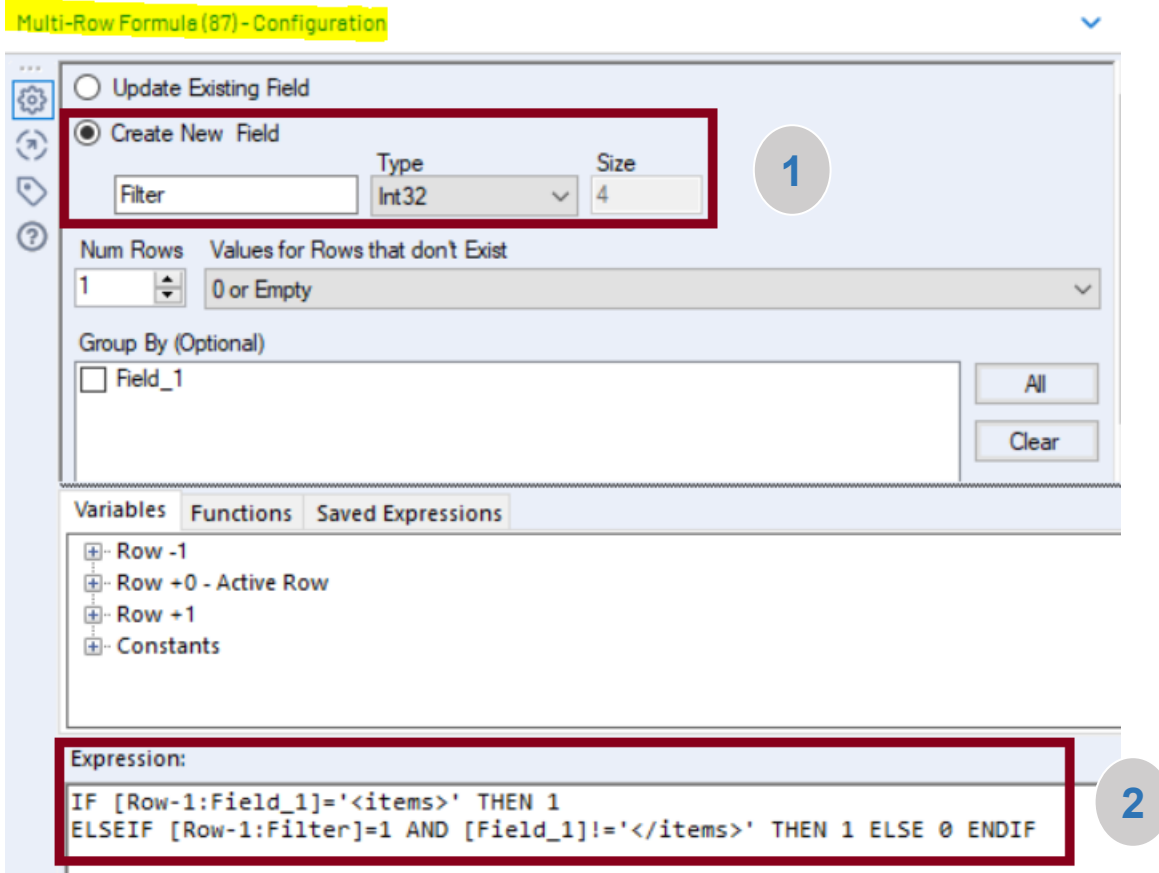 Multi-Row Formula (87) - Configuration
Update Existing Field
Create New Field
Type
Size
Filter
Int32
4
1
Num Rows
Values for Rows that don't Exist
1
0 or Empty
Group By (Optional)
Field_1
All
Clear
Variables
Functions
Saved Expressions
Row -1
Row +0 - Active Row
Row +1
Constants
Expression:
IF [Row-1:Field_1]='<items>' THEN 1
ELSEIF [Row-1:Filter]=1 AND [Field_1]!='</items>' THEN 1 ELSE 0 ENDIF
2